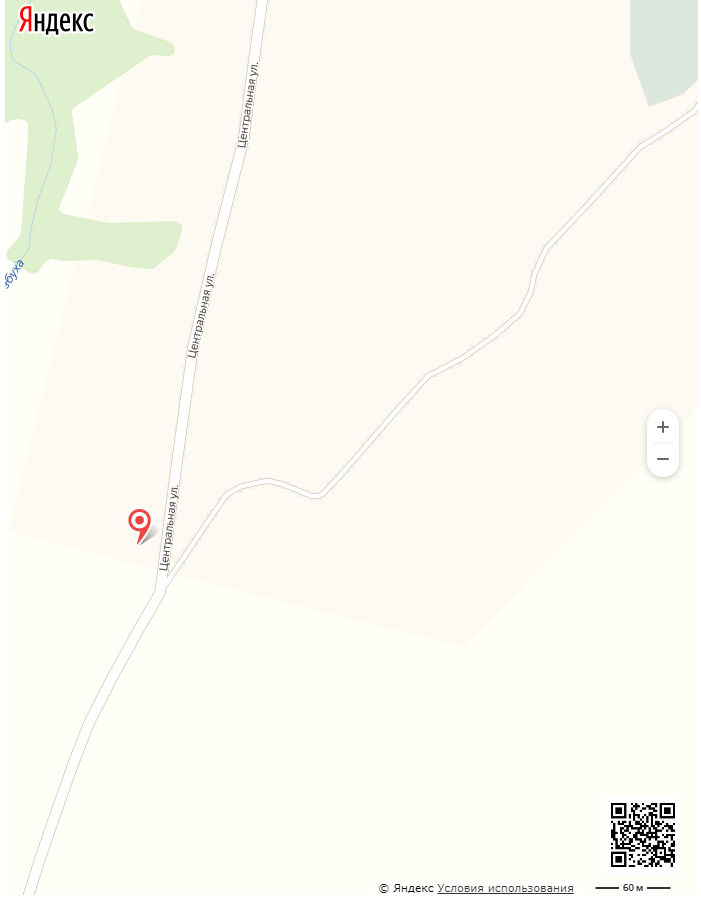 Яндекс
Центральная ул.
Центральная ул.
Центральная ул.
© Яндекс Условия использования
60 м